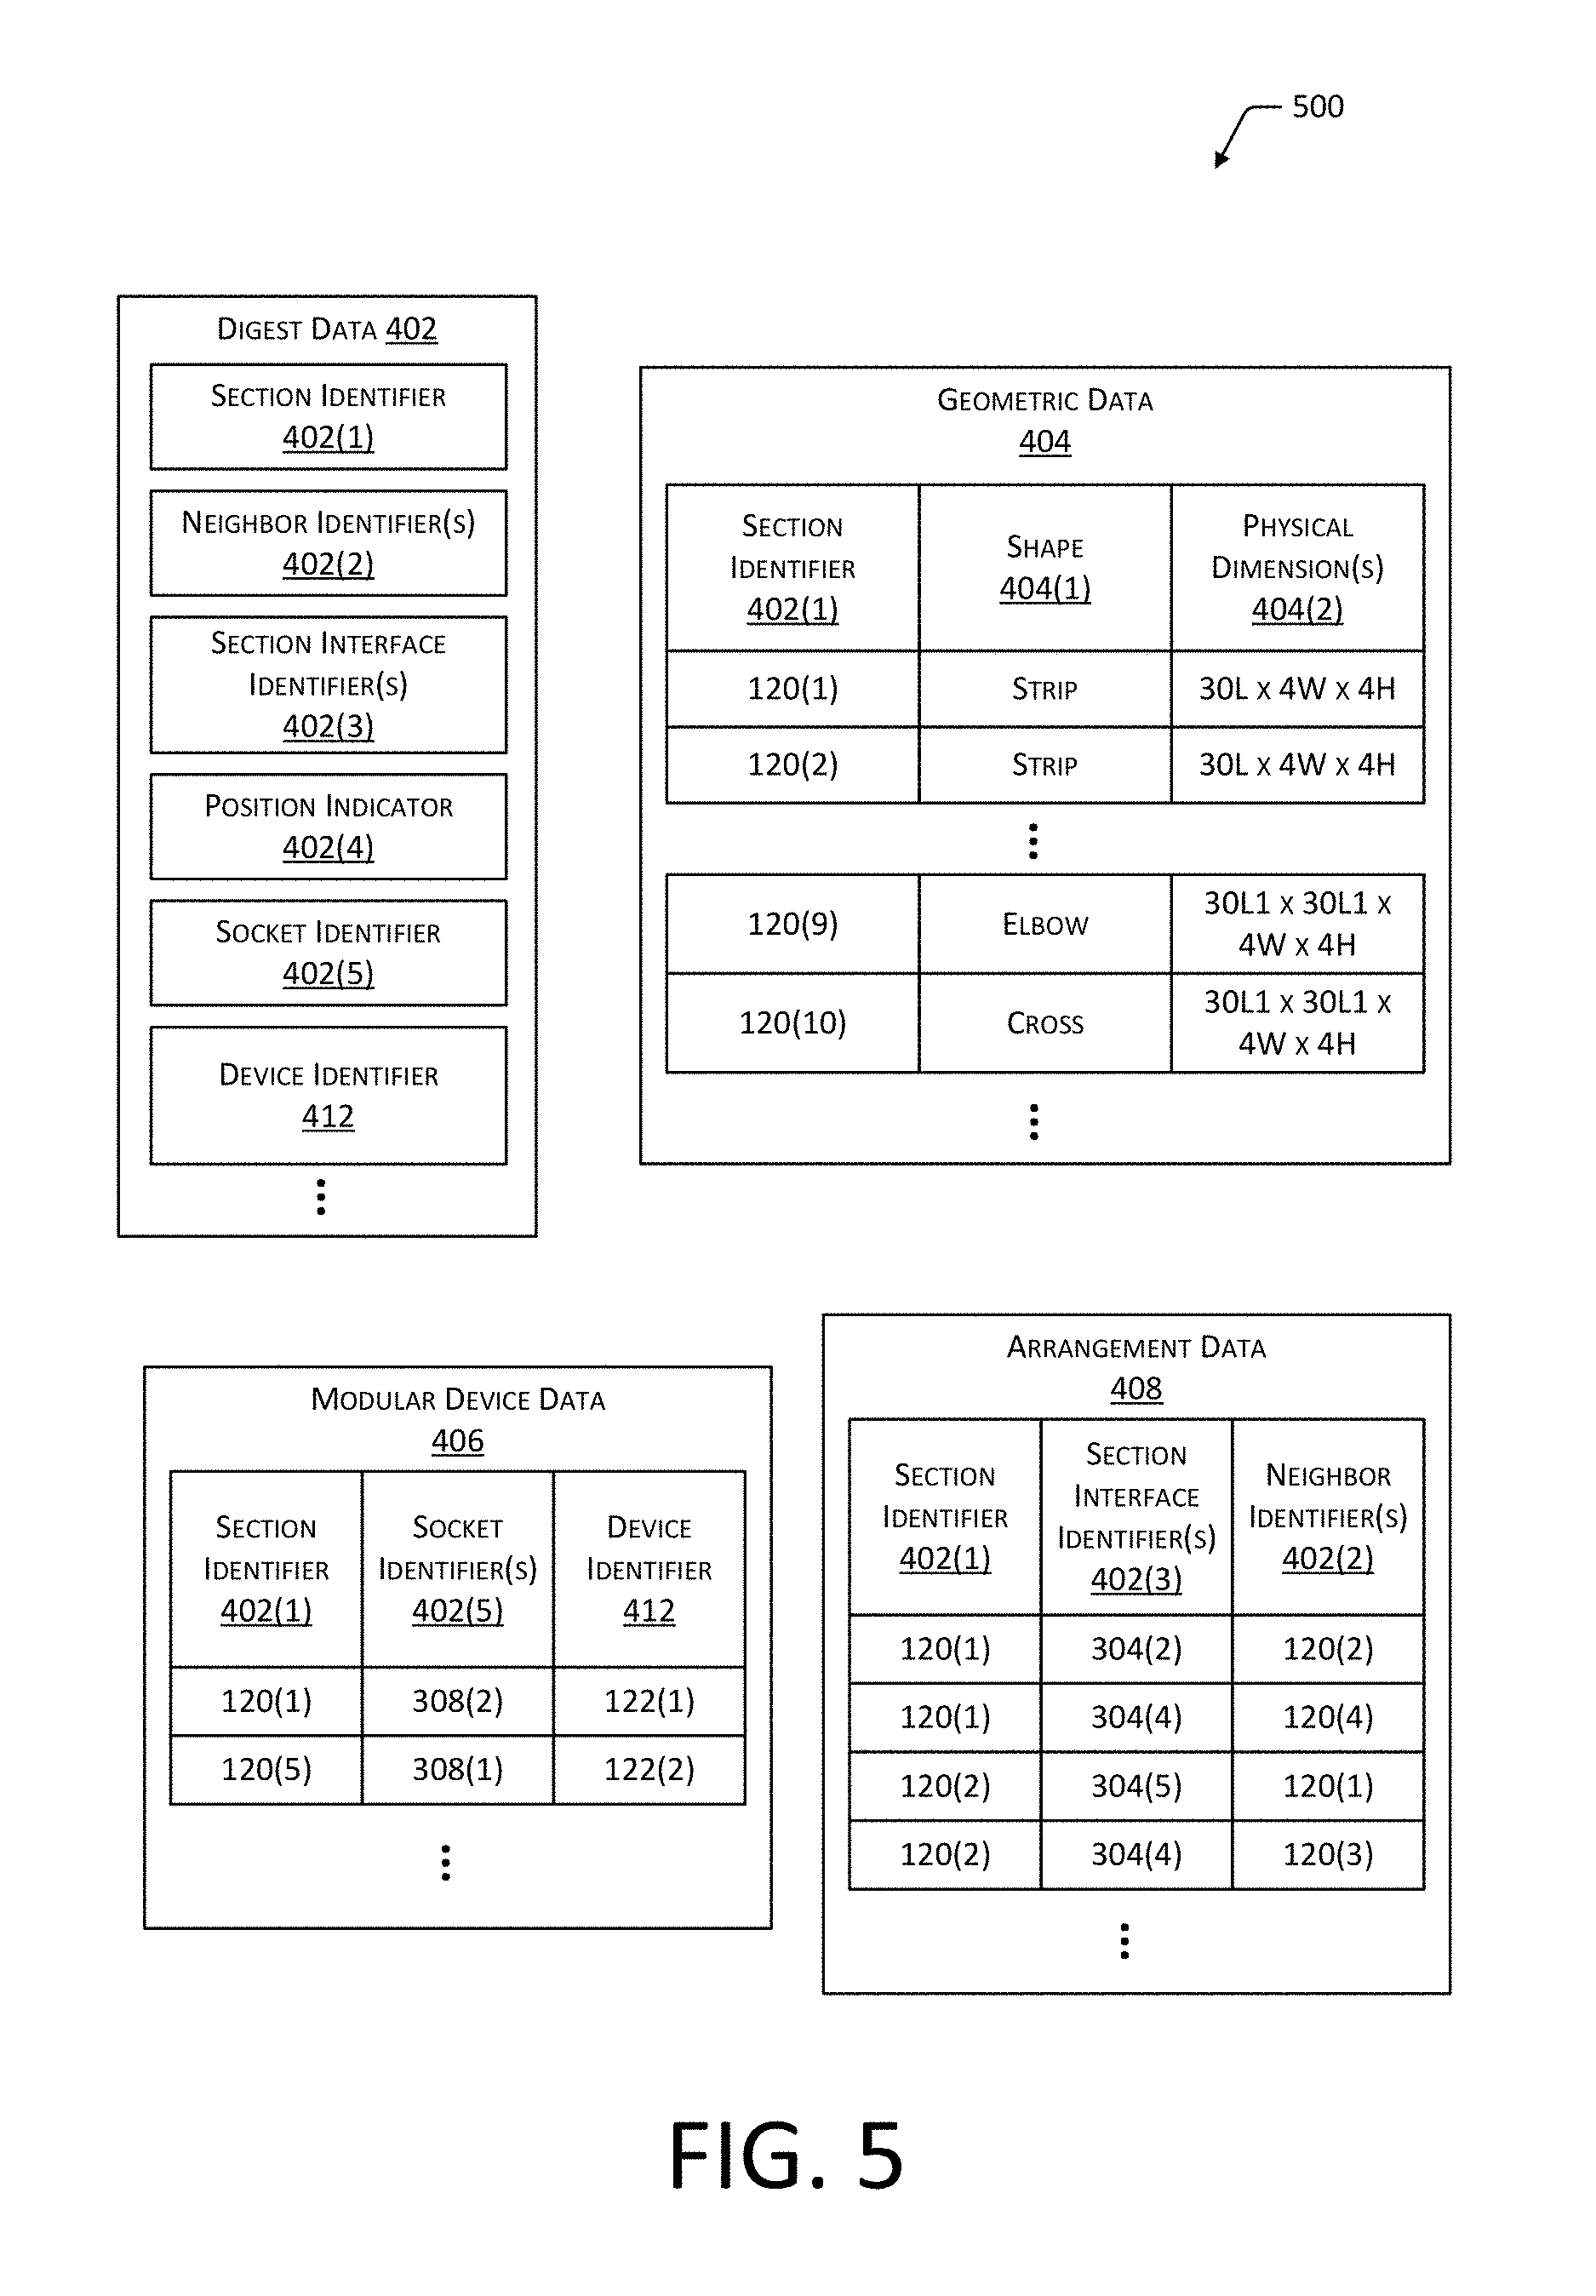 500
Digest Data 402
Section Identifier
402(1)
Neighbor Identifier(s)
402(2)
Section Interface
Identifier(s)
402(3)
Position Indicator
402(4)
Socket Identifier
402(5)
Device Identifier
412
Geometric Data
404
Section
Identifier
402(1)
Shape
404(1)
Physical
Dimension(s)
404(2)
120(1)
Strip
30L x 4W x 4H
120(2)
Strip
30L x 4W x 4H
120(9)
Elbow
30L1 x 30L1 x
4W x 4H
120(10)
Cross
30L1 x 30L1 x
4W x 4H
Modular Device Data
406
Section
Identifier
402(1)
Socket
Identifier(s)
402(5)
Device
Identifier
412
120(1)
308(2)
122(1)
120(5)
308(1)
122(2)
Arrangement Data
408
Section
Identifier
402(1)
Section
Interface
Identifier(s)
402(3)
Neighbor
Identifier(s)
402(2)
120(1)
304(2)
120(2)
120(1)
304(4)
120(4)
120(2)
304(5)
120(1)
120(2)
304(4)
120(3)
FIG. 5